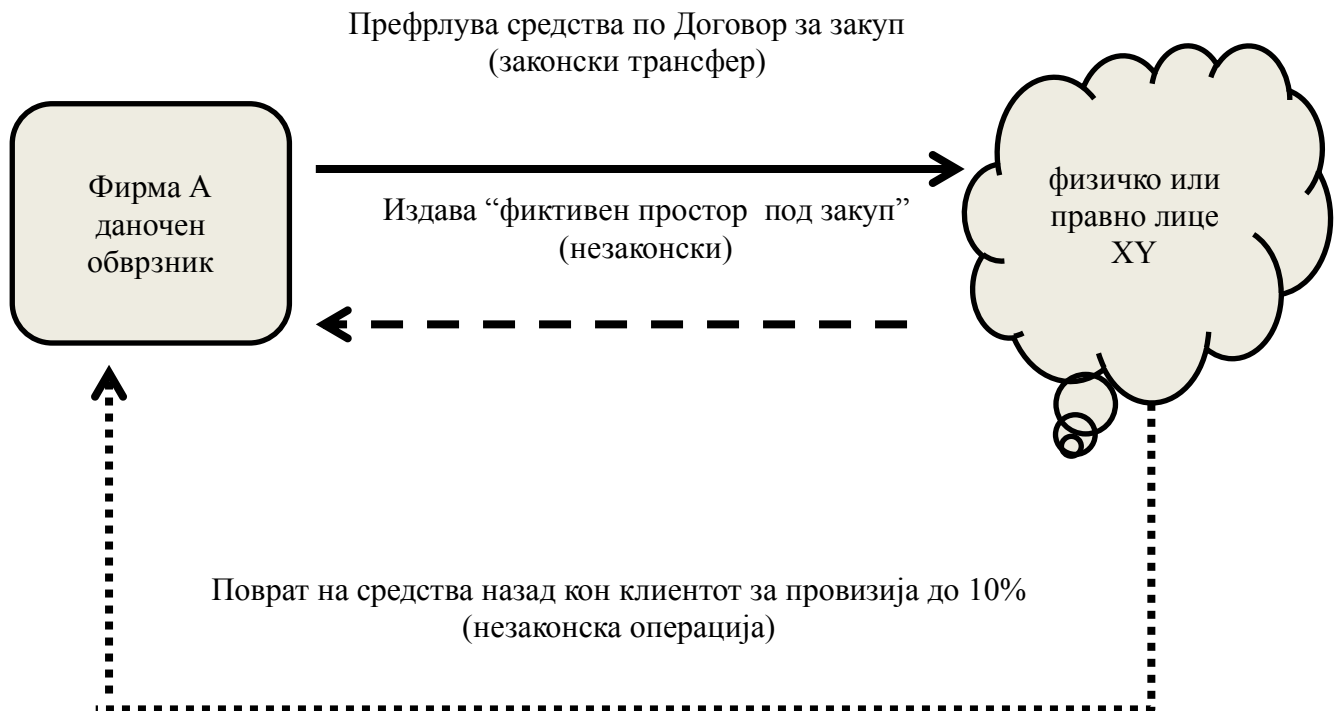 Префрлува средства по Договор за закуп
(законски трансфер)
Фирма А
даночен
обврзник
Издава “фиктивен простор под закуп”
(незаконски)
физичко или
правно лице
XY
Поврат на средства назад кон клиентот за провизија до 10%
(незаконска операција)